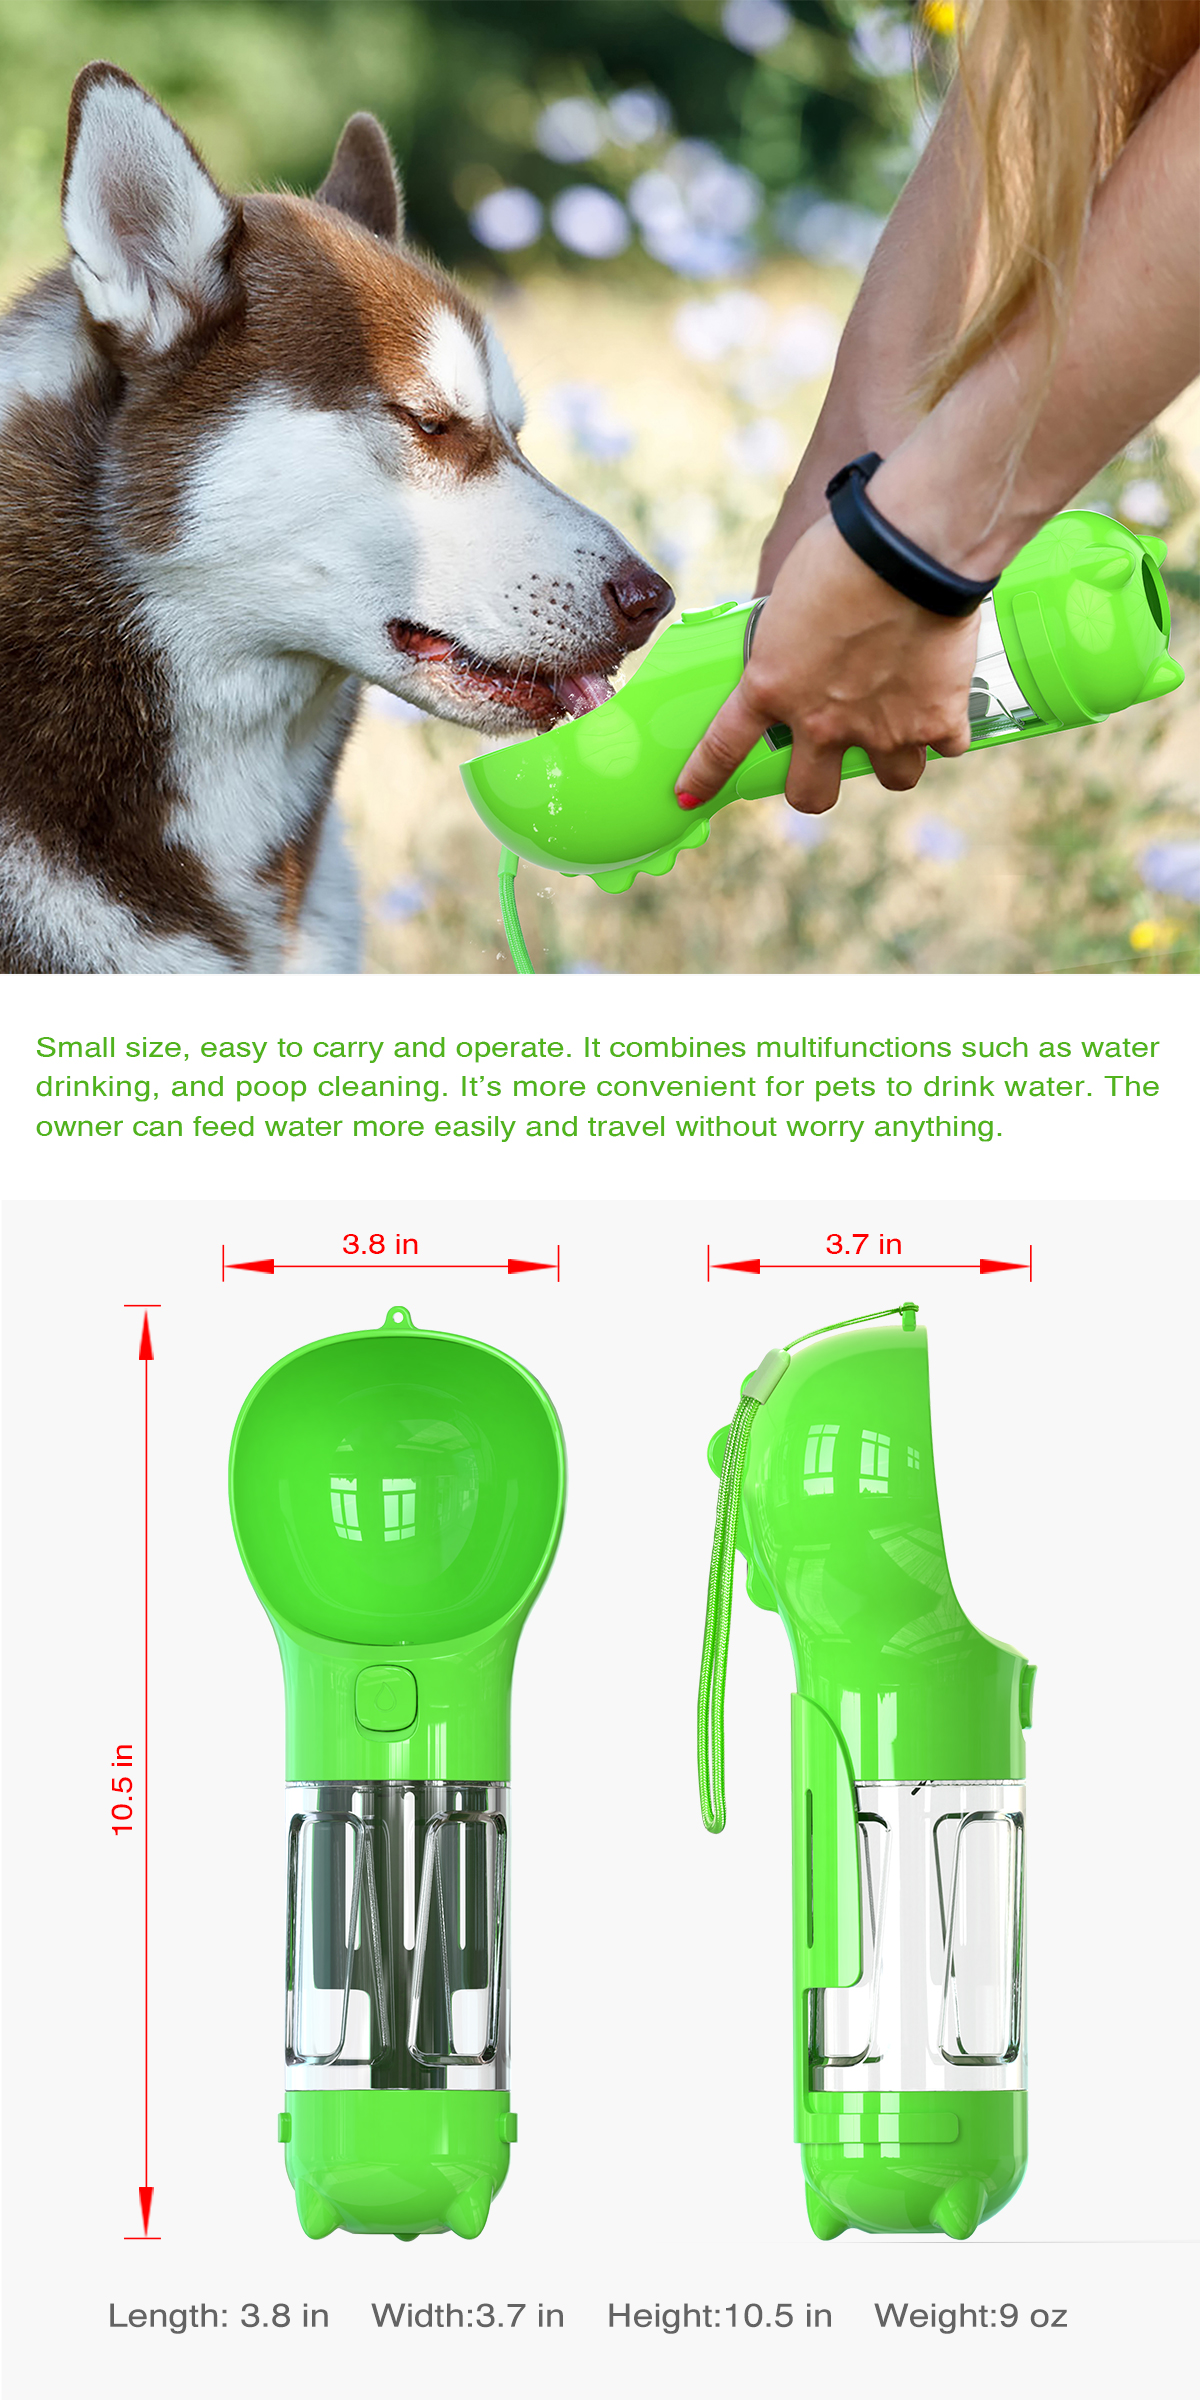 Small size, easy to carry and operate. It combines multifunctions such as water
drinking, and poop cleaning. It’s more convenient for pets to drink water. The
owner can feed water more easily and travel without worry anything.
3.8 in
3.7 in
10.5 in
Length: 3.8 in Width:3.7 in Height:10.5 in Weight:9 oz